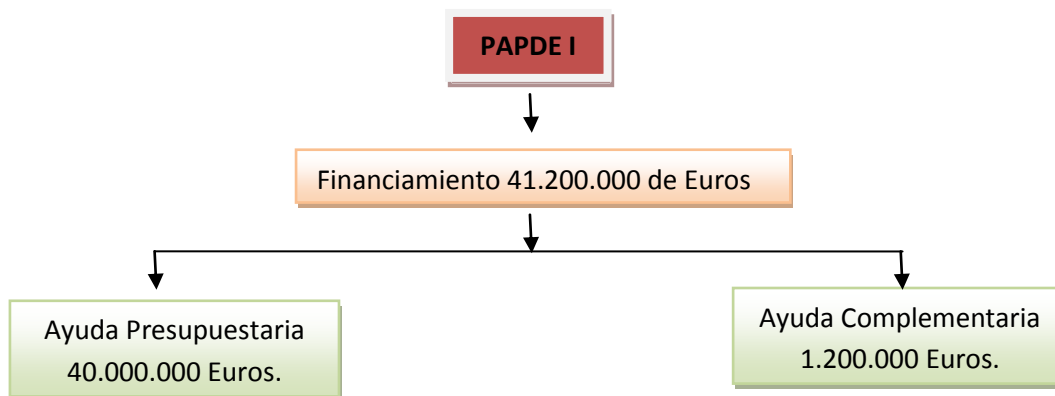 PAPDE I
Financiamiento 41.200.000 de Euros
Ayuda Presupuestaria
40.000.000 Euros.
Ayuda Complementaria
1.200.000 Euros.